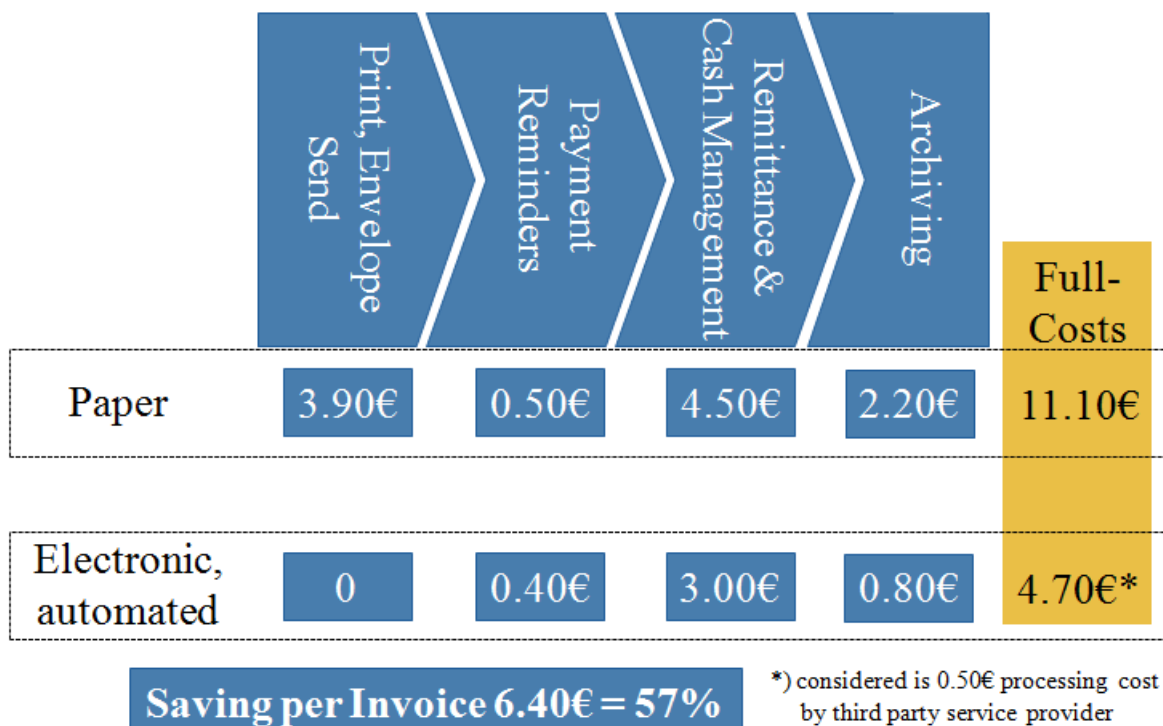 Print, Envelope
Send
Payment
Reminders
Remittance &
Cash Management
Archiving
Full-
Costs
Paper
3.90€
0.50€
4.50€
2.20€
11.10€
Electronic,
automated
0
0.40€
3.00€
0.80€
4.70€*
Saving per Invoice 6.40€ = 57%
*) considered is 0.50€ processing cost
by third party service provider